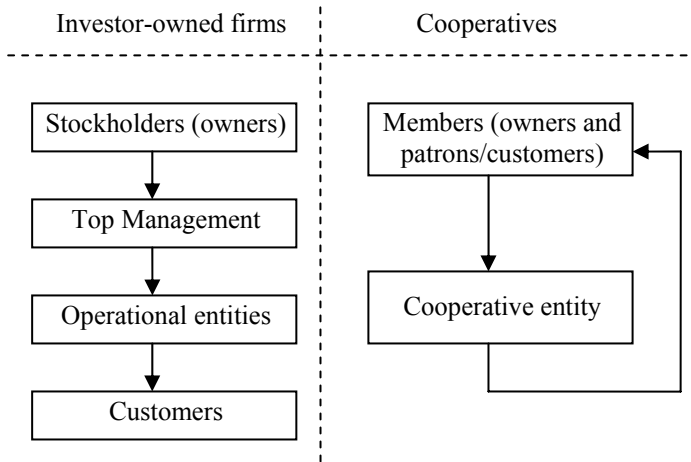 Investor-owned firms
Cooperatives
Stockholders (owners)
Top Management
Operational entities
Customers
Members (owners and
patrons/customers)
Cooperative entity